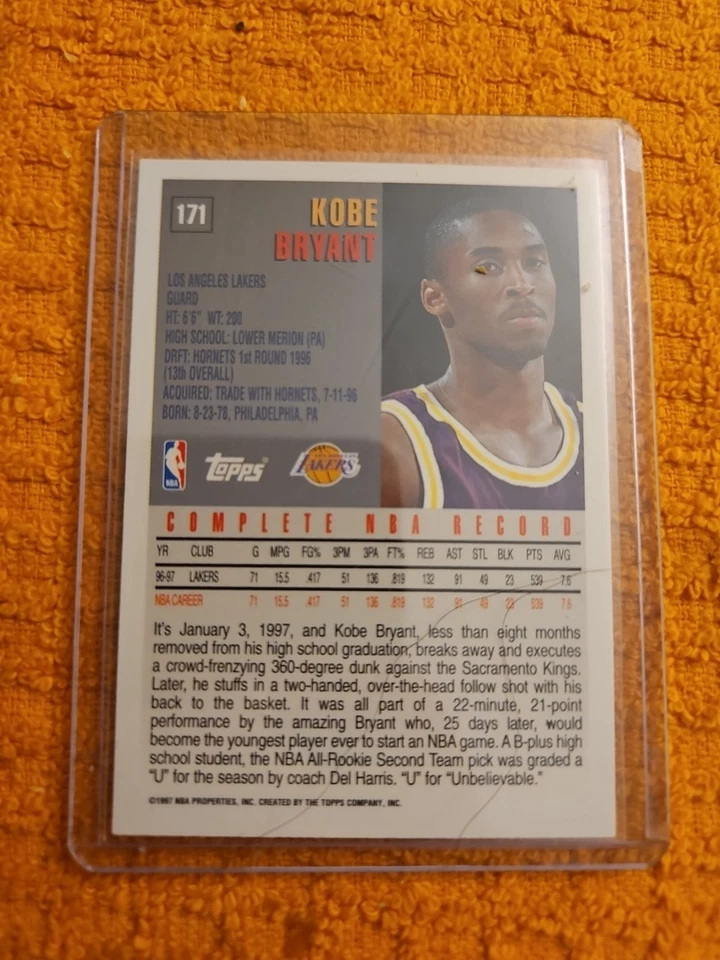 171
KOBE
BRYANT
LOS ANGELES LAKERS
GUARD
HT: 6'6" WT: 200
HIGH SCHOOL: LOWER MERION (PA)
DRFT: HORNETS 1st ROUND 1996
(13th OVERALL)
ACQUIRED: TRADE WITH HORNETS, 7-11-96
BORN: 8-23-78, PHILADELPHIA, PA
NBA Topps LAKERS
COMPLETE NBA RECORD
YR CLUB G MPG FG% 3PM 3PA FT% REB AST STL BLK PTS AVG
96-97 LAKERS 71 15.5 .417 51 136 .819 132 91 49 23 539 7.6
NBA CAREER 71 15.5 .417 51 136 .819 132 91 49 23 539 7.6
It's January 3, 1997, and Kobe Bryant, less than eight months
removed from his high school graduation, breaks away and executes
a crowd-frenzying 360-degree dunk against the Sacramento Kings.
Later, he stuffs in a two-handed, over-the-head follow shot with his
back to the basket. It was all part of a 22-minute, 21-point
performance by the amazing Bryant who, 25 days later, would
become the youngest player ever to start an NBA game. A B-plus high
school student, the NBA All-Rookie Second Team pick was graded a
"U" for the season by coach Del Harris. "U" for "Unbelievable."
©1997 NBA PROPERTIES, INC. CREATED BY THE TOPPS COMPANY, INC.